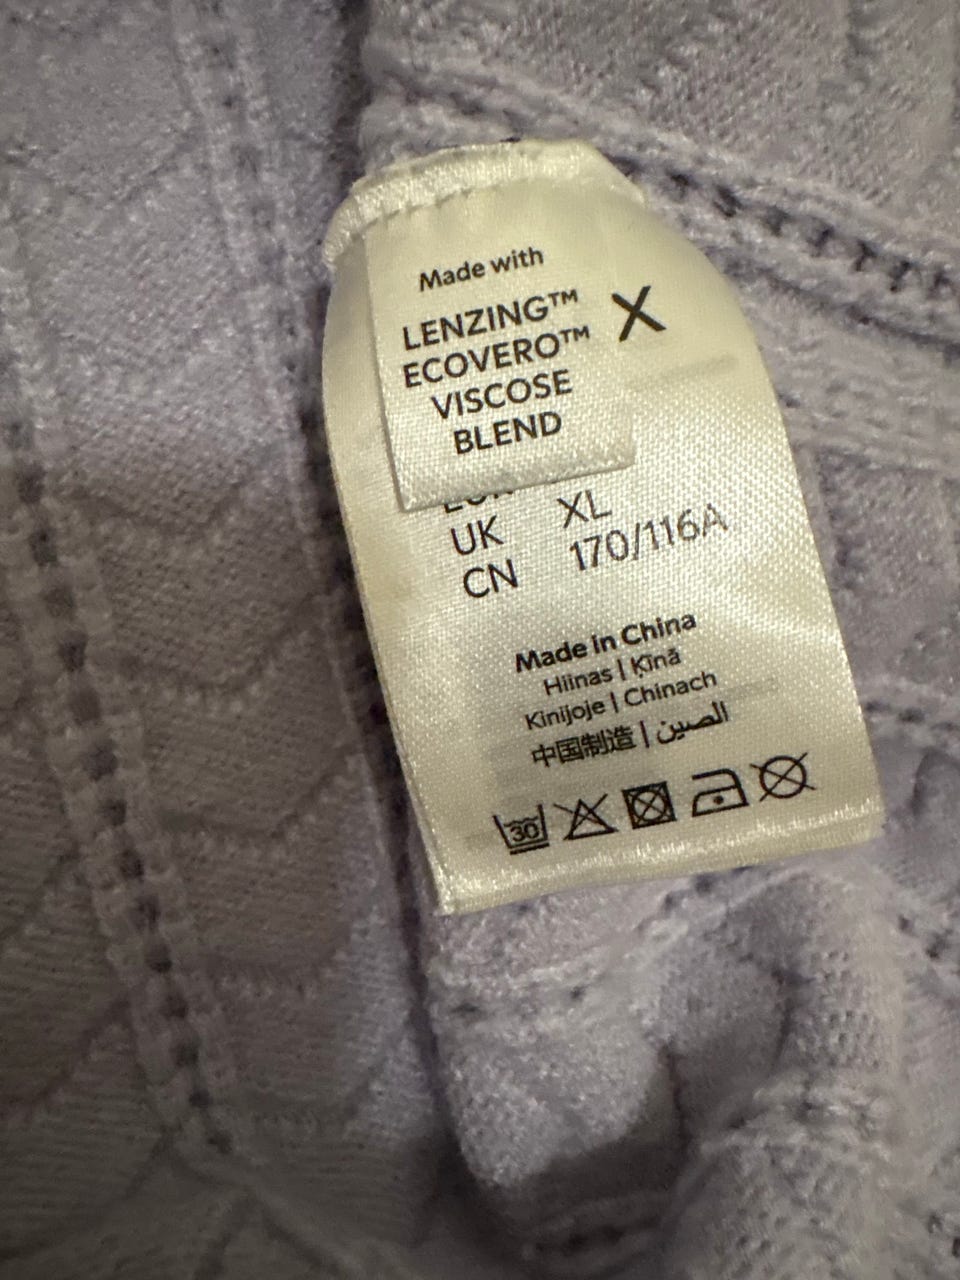 Made with
LENZING™
ECOVERO™
VISCOSE
BLEND
X
UK XL
CN 170/116A
Made in China
Hiinas | Ķīnā
Kinijoje | Chinach
中国制造 | الصين
30